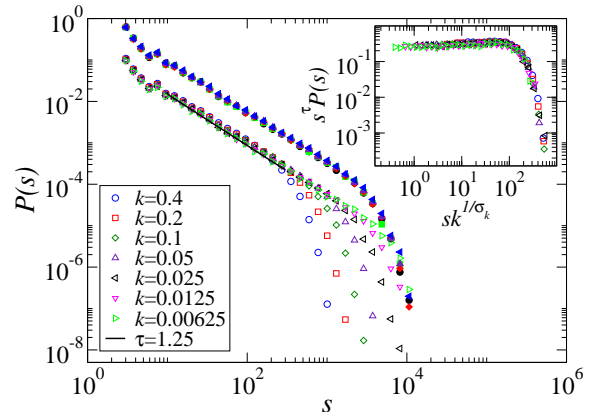 10^0
10^-2
10^-4
10^-6
10^-8
P(s)
10^0
10^2
10^4
10^6
s
k=0.4
k=0.2
k=0.1
k=0.05
k=0.025
k=0.0125
k=0.00625
τ=1.25
10^-1
10^-2
10^-3
s^τ P(s)
10^0
10^1
10^2
sk^1/σ_k